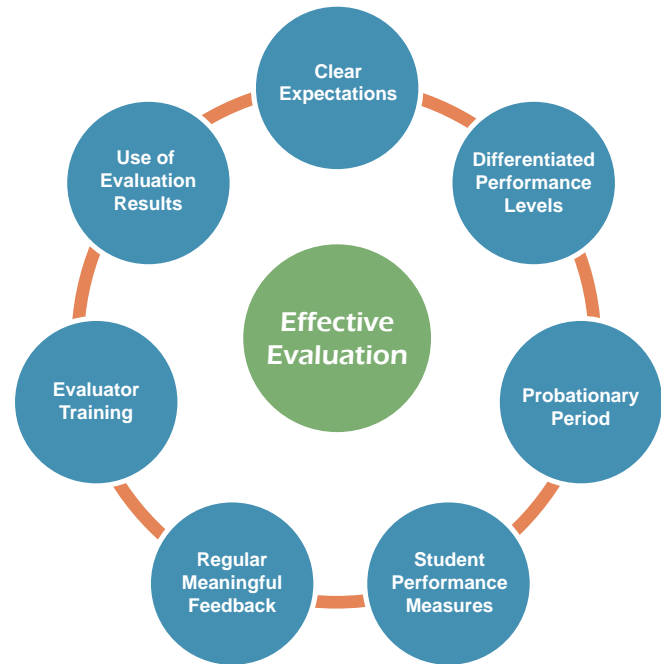 Clear
Expectations
Differentiated
Performance
Levels
Probationary
Period
Student
Performance
Measures
Regular
Meaningful
Feedback
Evaluator
Training
Use of
Evaluation
Results
Effective
Evaluation